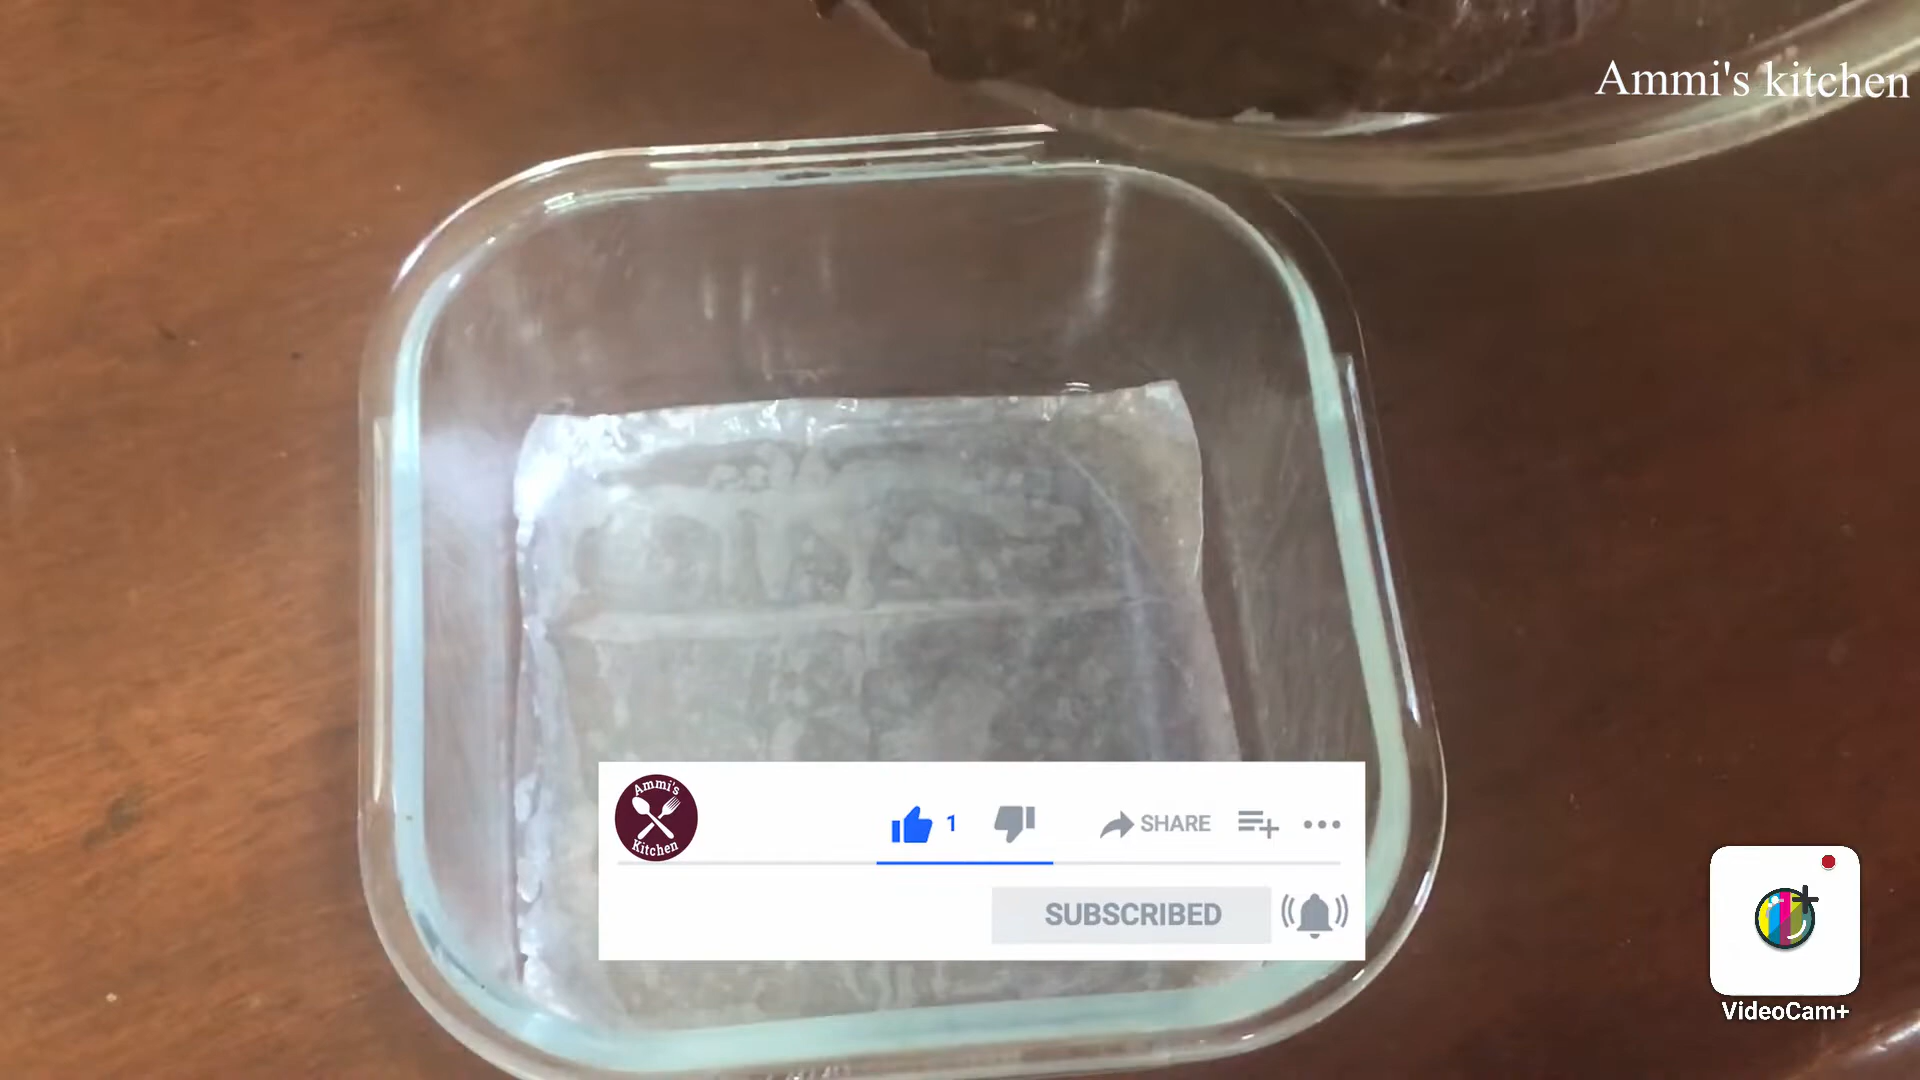 Ammi's kitchen
Ammi's
Kitchen
1
SHARE
SUBSCRIBED
VideoCam+